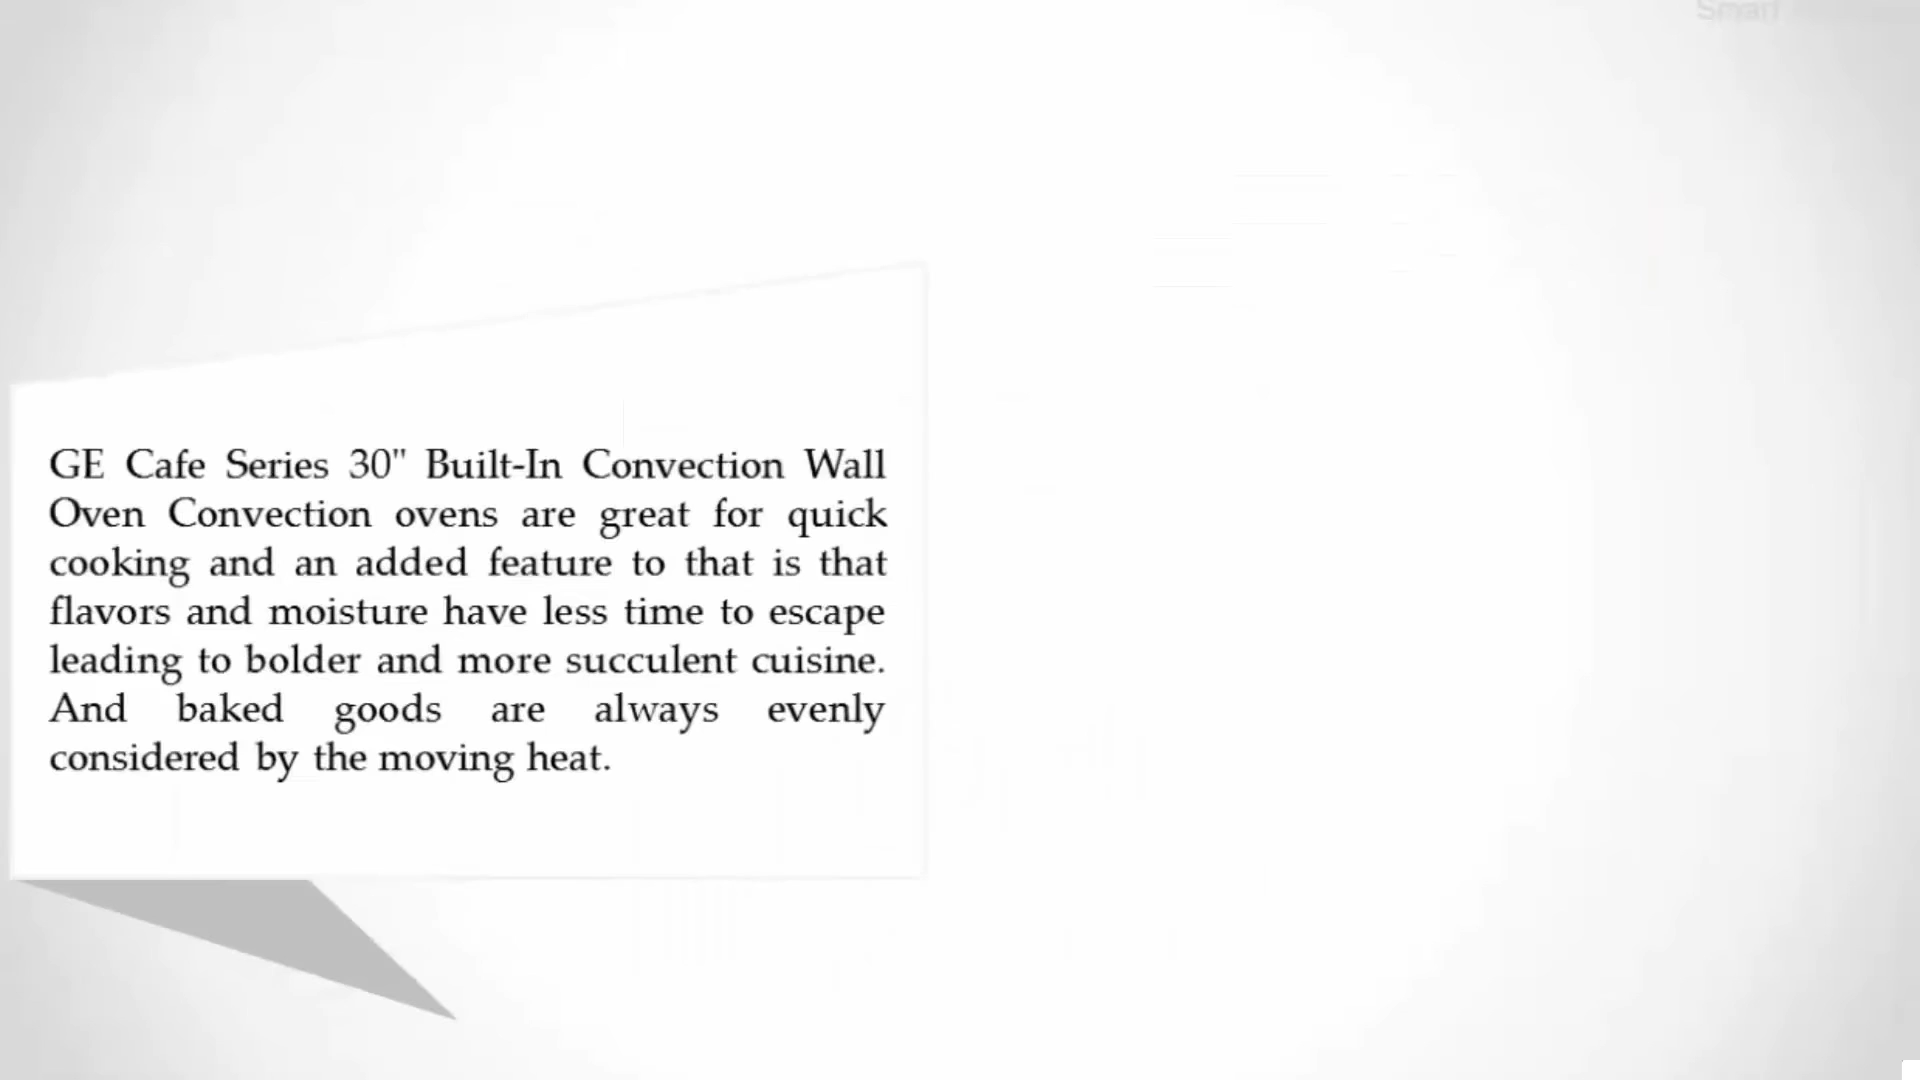 Smart
GE Cafe Series 30" Built-In Convection Wall
Oven Convection ovens are great for quick
cooking and an added feature to that is that
flavors and moisture have less time to escape
leading to bolder and more succulent cuisine.
And baked goods are always evenly
considered by the moving heat.